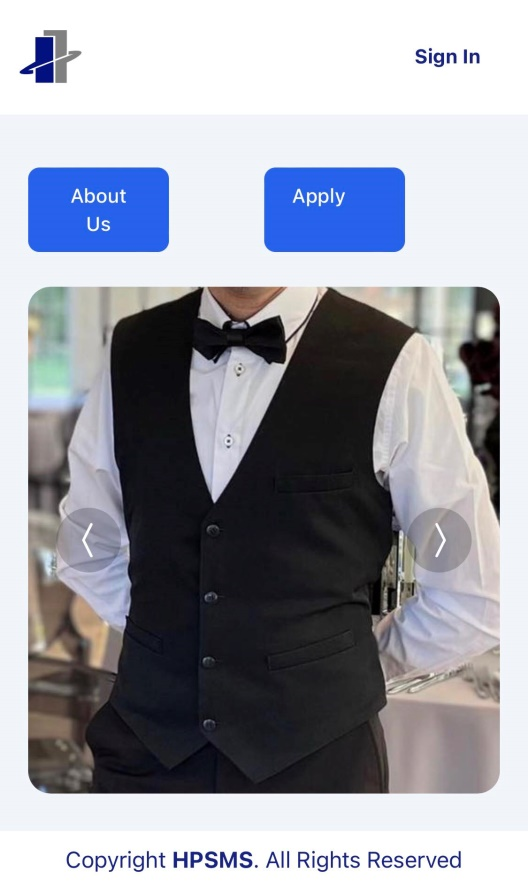 Sign In
About
Us
Apply
Copyright HPSMS. All Rights Reserved